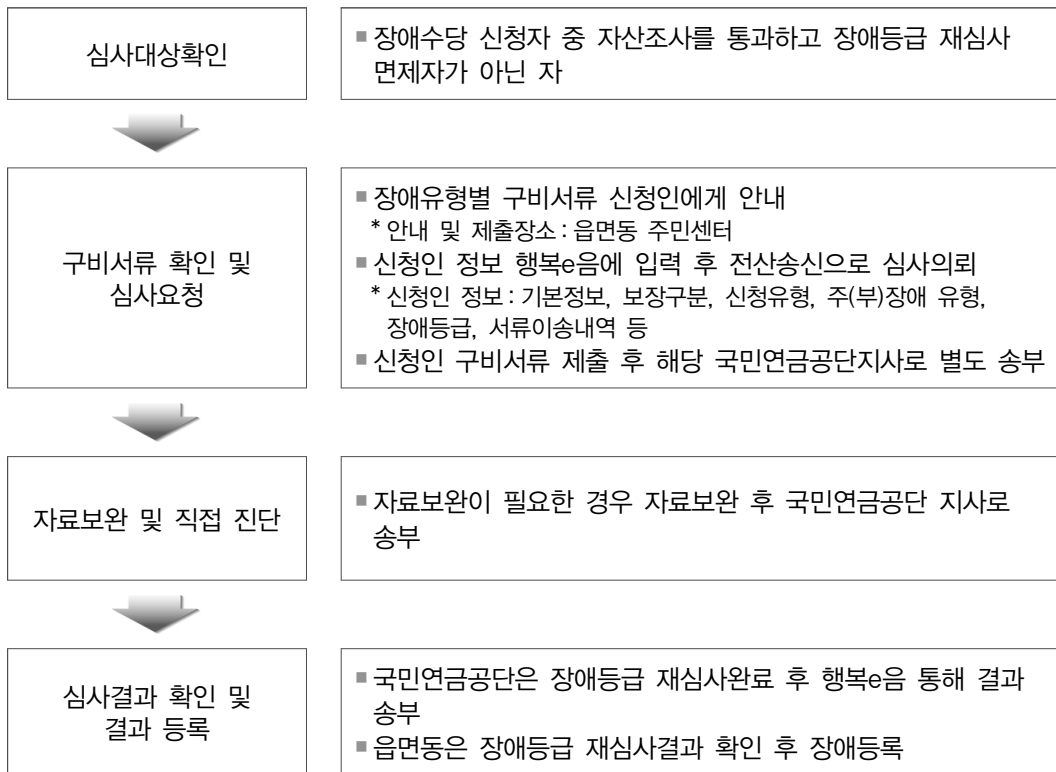 심사대상확인
■ 장애수당 신청자 중 자산조사를 통과하고 장애등급 재심사
면제자가 아닌 자
구비서류 확인 및
심사요청
■ 장애유형별 구비서류 신청인에게 안내
* 안내 및 제출장소 : 읍면동 주민센터
■ 신청인 정보 행복e음에 입력 후 전산송신으로 심사의뢰
* 신청인 정보 : 기본정보, 보장구분, 신청유형, 주(부)장애 유형,
장애등급, 서류이송내역 등
■ 신청인 구비서류 제출 후 해당 국민연금공단지사로 별도 송부
자료보완 및 직접 진단
■ 자료보완이 필요한 경우 자료보완 후 국민연금공단 지사로
송부
심사결과 확인 및
결과 등록
■ 국민연금공단은 장애등급 재심사완료 후 행복e음 통해 결과
송부
■ 읍면동은 장애등급 재심사결과 확인 후 장애등록